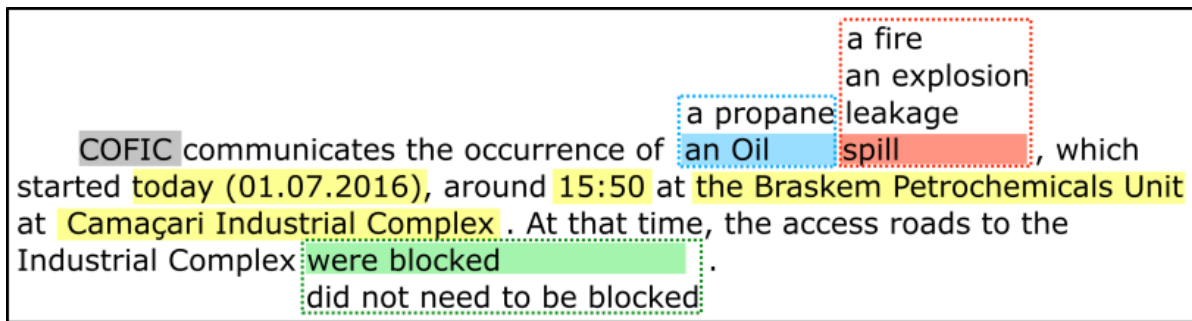 a fire
an explosion
a propane leakage
COFIC communicates the occurrence of an Oil spill , which
started today (01.07.2016), around 15:50 at the Braskem Petrochemicals Unit
at Camaçari Industrial Complex . At that time, the access roads to the
Industrial Complex were blocked .
did not need to be blocked